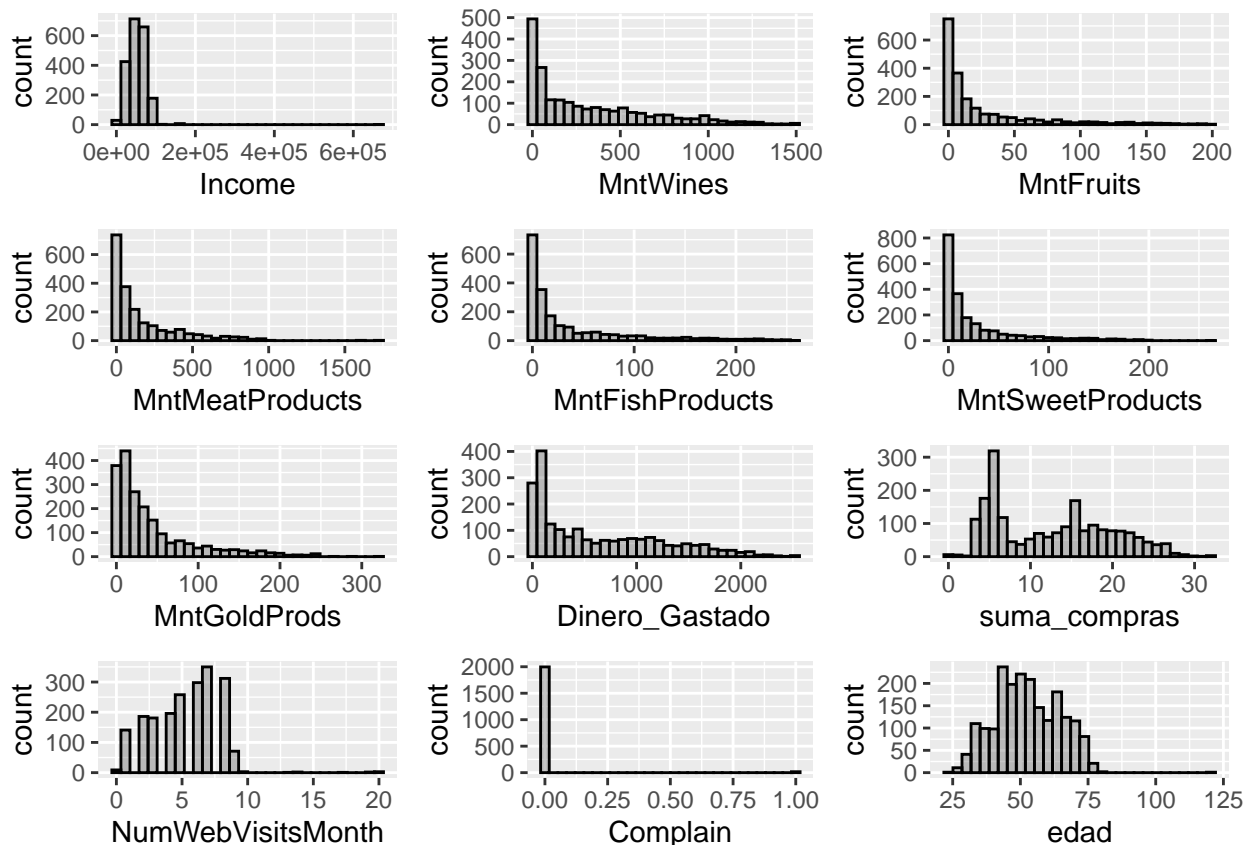 count
600
400
200
0
0e+00 2e+05 4e+05 6e+05
Income
count
500
400
300
200
100
0
0 500 1000 1500
MntWines
count
600
400
200
0
0 50 100 150 200
MntFruits
count
600
400
200
0
0 500 1000 1500
MntMeatProducts
count
600
400
200
0
0 100 200
MntFishProducts
count
800
600
400
200
0
0 100 200
MntSweetProducts
count
400
300
200
100
0
0 100 200 300
MntGoldProds
count
400
300
200
100
0
0 1000 2000
Dinero_Gastado
count
300
200
100
0
0 10 20 30
suma_compras
count
300
200
100
0
0 5 10 15 20
NumWebVisitsMonth
count
2000
1500
1000
500
0
0.00 0.25 0.50 0.75 1.00
Complain
count
200
150
100
50
0
25 50 75 100 125
edad